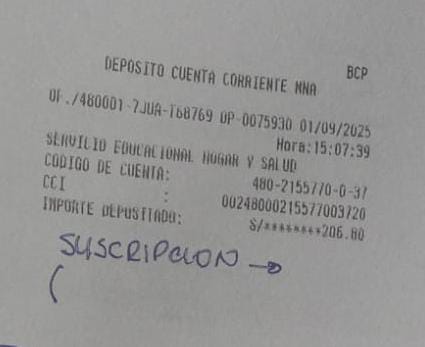 BCP
DEPOSITO CUENTA CORRIENTE MNA
OF./480001-7JUA-T68769 OP-0075930 01/09/2025
Hora:15:07:39
SERVICIO EDUCACIONAL HOGAR Y SALUD
CODIGO DE CUENTA: 480-2155770-0-37
CCI : 00248000215577003720
IMPORTE DEPOSITADO: S/********206.80
SUSCRIPCION →
(